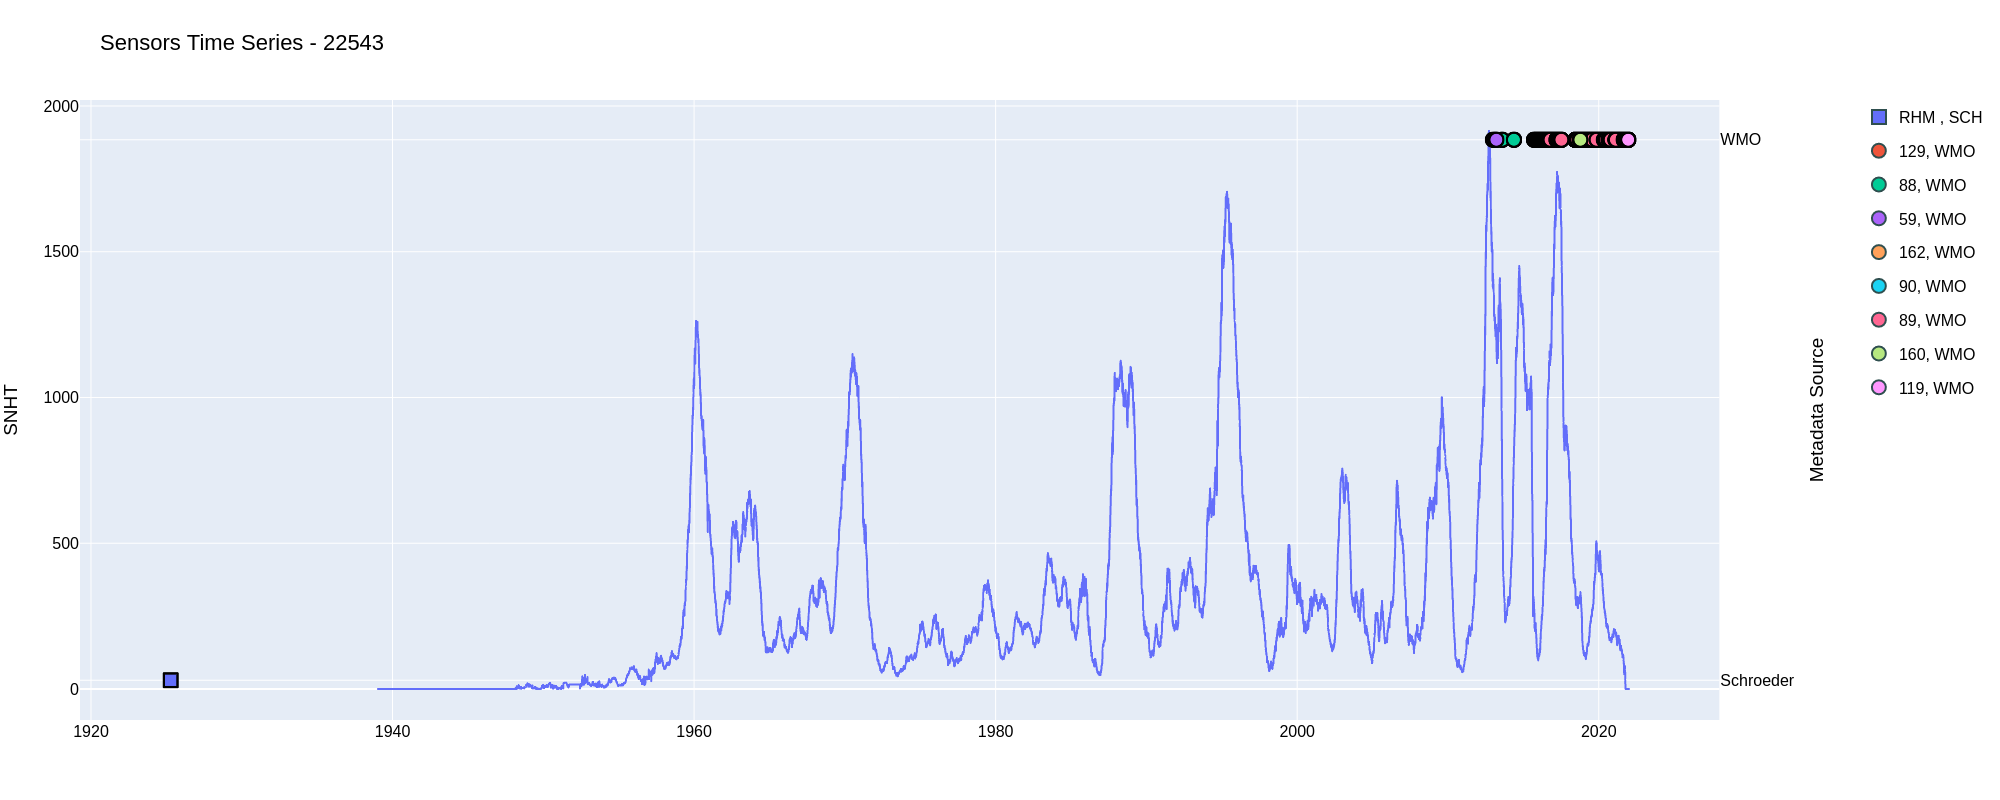 Sensors Time Series - 22543
2000
1500
1000
500
0
SNHT
1920
1940
1960
1980
2000
2020
WMO
Schroeder
Metadata Source
RHM , SCH
129, WMO
88, WMO
59, WMO
162, WMO
90, WMO
89, WMO
160, WMO
119, WMO